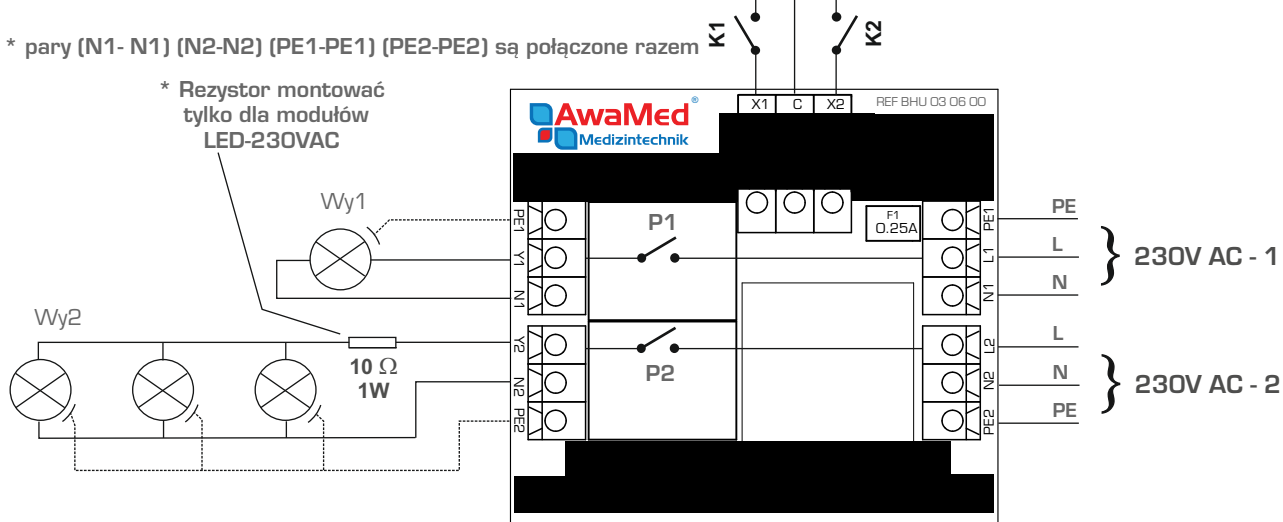 K1
K2
* pary (N1- N1) (N2-N2) (PE1-PE1) (PE2-PE2) są połączone razem
* Rezystor montować
tylko dla modułów
LED-230VAC
X1 C X2
REF BHU 03 06 00
AwaMed®
Medizintechnik
Wy1
PE1
Y1
N1
P1
F1
0.25A
PE1
L1
N1
PE
L
N
230V AC - 1
Wy2
10 Ω
1W
Y2
N2
PE2
P2
L2
N2
PE2
L
N
PE
230V AC - 2